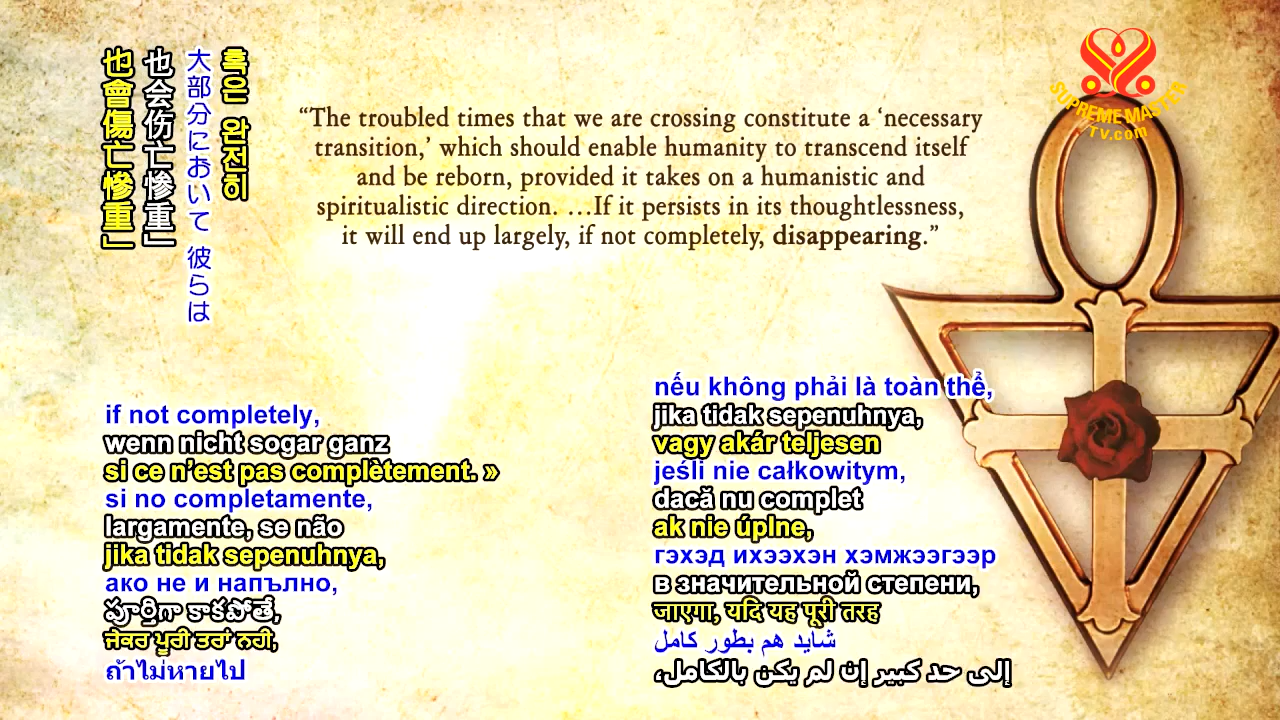 혹은 완전히
大部分において 彼らは
也会伤亡惨重」
也會傷亡慘重」
“The troubled times that we are crossing constitute a ‘necessary
transition,’ which should enable humanity to transcend itself
and be reborn, provided it takes on a humanistic and
spiritualistic direction. …If it persists in its thoughtlessness,
it will end up largely, if not completely, disappearing.”
SUPREME MASTER
TV.com
if not completely,
wenn nicht sogar ganz
si ce n’est pas complètement. »
si no completamente,
largamente, se não
jika tidak sepenuhnya,
ако не и напълно,
పూర్తిగా కాకపోతే,
ਜੇਕਰ ਪੂਰੀ ਤਰਾਂ ਨਹੀ,
ถ้าไม่หายไป
nếu không phải là toàn thể,
jika tidak sepenuhnya,
vagy akár teljesen
jeśli nie całkowitym,
dacă nu complet
ak nie úplne,
гэхэд ихээхэн хэмжээгээр
в значительной степени,
जाएगा, यदि यह पूरी तरह
شاید هم بطور کامل
إلى حد كبير إن لم يكن بالكامل،